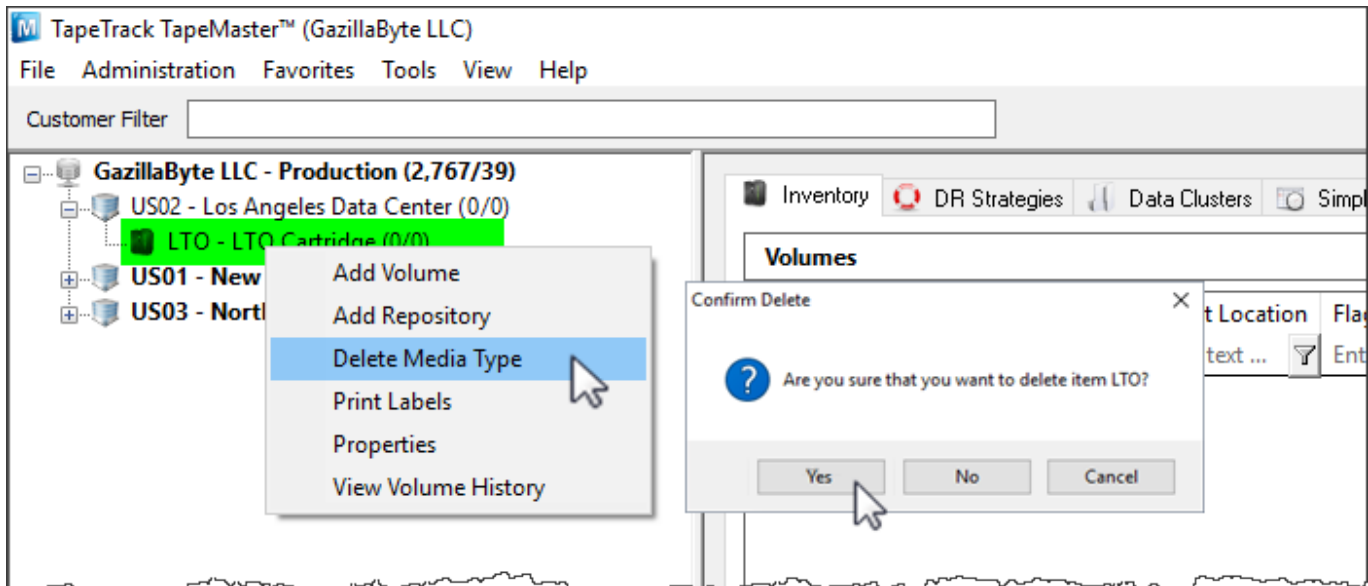 TapeTrack TapeMaster™ (GazillaByte LLC)
File Administration Favorites Tools View Help
Customer Filter
GazillaByte LLC - Production (2,767/39)
US02 - Los Angeles Data Center (0/0)
LTO - LTO Cartridge (0/0)
US01 - New
US03 - North
Add Volume
Add Repository
Delete Media Type
Print Labels
Properties
View Volume History
Inventory DR Strategies Data Clusters Simpl
Volumes
t Location Flag
text ... Ent
Confirm Delete
Are you sure that you want to delete item LTO?
Yes No Cancel